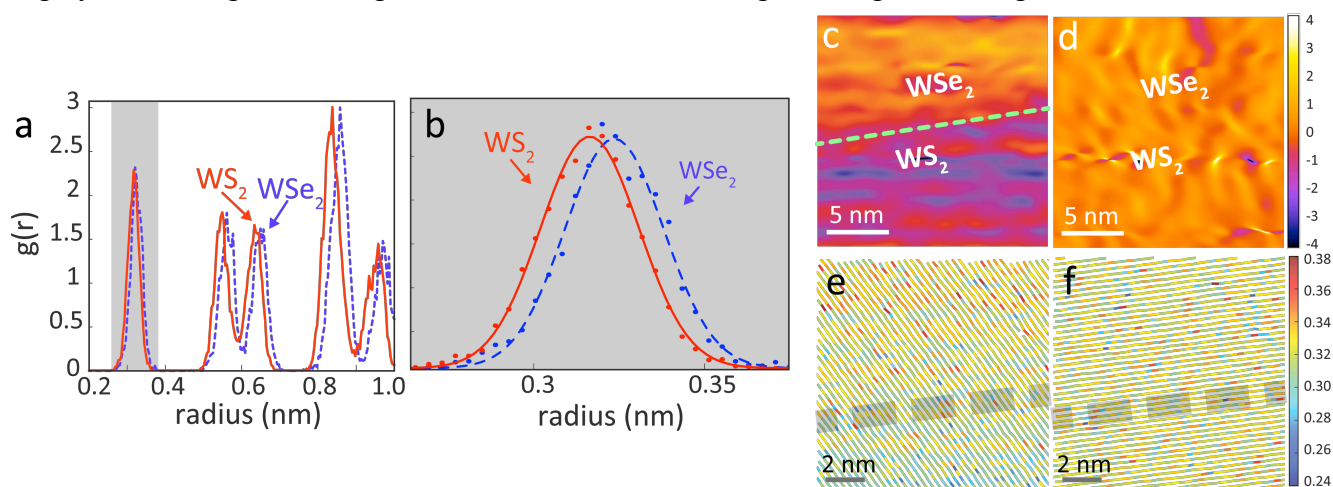 a
g(r)
3
2.5
2
1.5
1
0.5
0
0.2 0.4 0.6 0.8 1.0
radius (nm)
WS₂
WSe₂
b
WS₂
WSe₂
0.3 0.35
radius (nm)
c
WSe₂
WS₂
5 nm
d
WSe₂
WS₂
5 nm
4
3
2
1
0
-1
-2
-3
-4
e
2 nm
f
2 nm
0.38
0.36
0.34
0.32
0.30
0.28
0.26
0.24